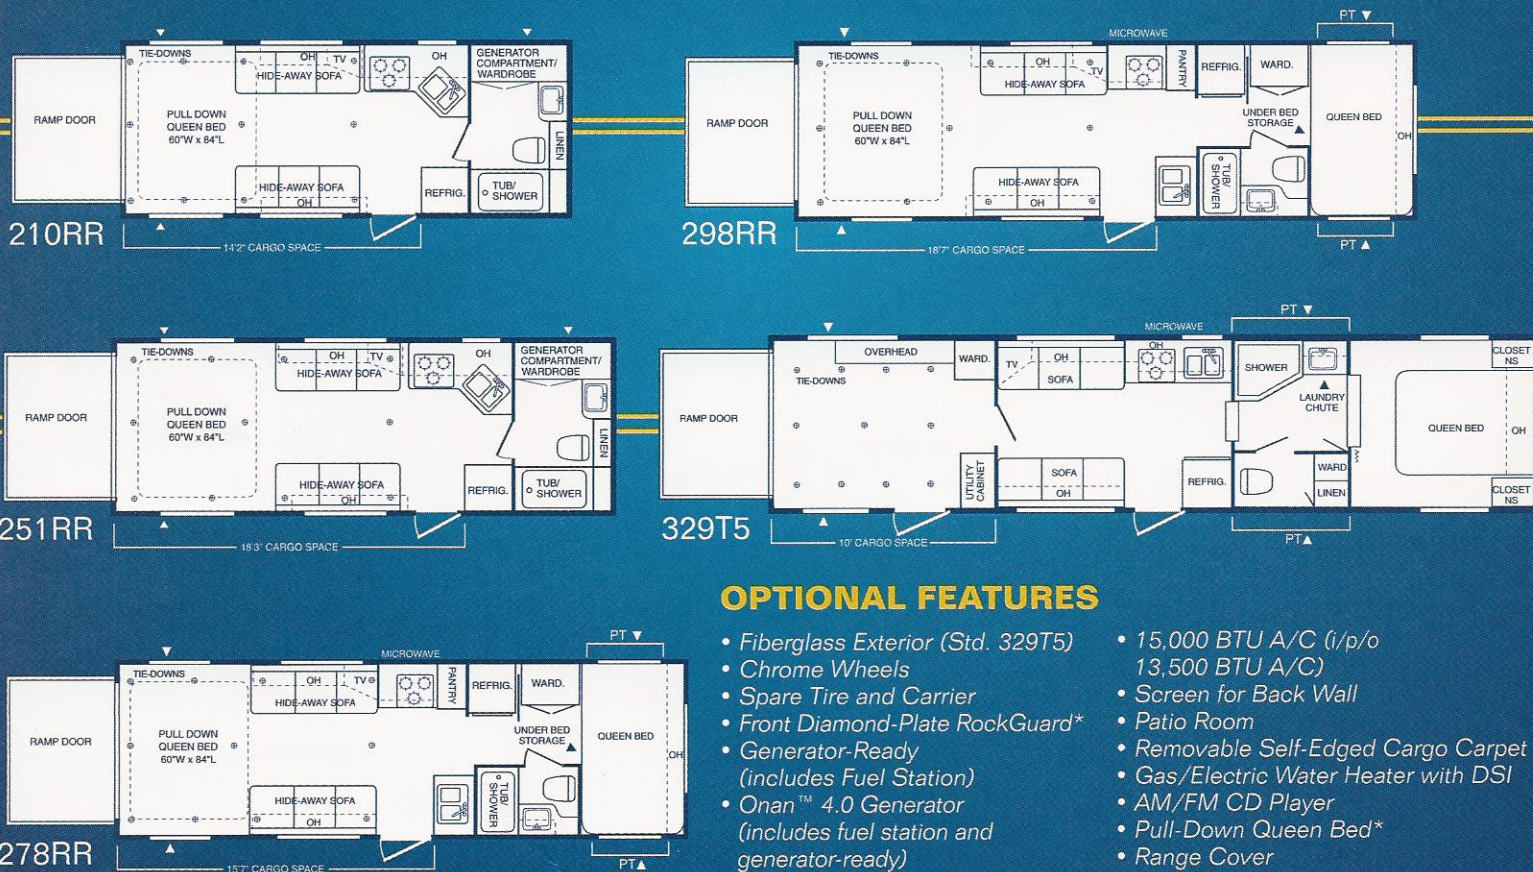 TIE-DOWNS
OH
TV
OH
HIDE-AWAY SOFA
GENERATOR
COMPARTMENT/
WARDROBE
RAMP DOOR
PULL DOWN
QUEEN BED
60"W x 84"L
LINEN
HIDE-AWAY SOFA
OH
REFRIG.
TUB/
SHOWER
210RR
14'2" CARGO SPACE
PT
MICROWAVE
TIE-DOWNS
OH
TV
HIDE-AWAY SOFA
PANTRY
REFRIG.
WARD.
RAMP DOOR
PULL DOWN
QUEEN BED
60"W x 84"L
UNDER BED
STORAGE
QUEEN BED
OH
HIDE-AWAY SOFA
OH
TUB/
SHOWER
298RR
18'7" CARGO SPACE
PT
TIE-DOWNS
OH
TV
OH
HIDE-AWAY SOFA
GENERATOR
COMPARTMENT/
WARDROBE
RAMP DOOR
PULL DOWN
QUEEN BED
60"W x 84"L
LINEN
HIDE-AWAY SOFA
OH
REFRIG.
TUB/
SHOWER
251RR
18'3" CARGO SPACE
PT
MICROWAVE
OVERHEAD
WARD.
TIE-DOWNS
TV
OH
SOFA
OH
SHOWER
LAUNDRY
CHUTE
CLOSET
NS
RAMP DOOR
QUEEN BED
OH
UTILITY
CABINET
SOFA
OH
REFRIG.
WARD
LINEN
CLOSET
NS
329T5
10' CARGO SPACE
PT
PT
MICROWAVE
TIE-DOWNS
OH
TV
HIDE-AWAY SOFA
PANTRY
REFRIG.
WARD.
RAMP DOOR
PULL DOWN
QUEEN BED
60"W x 84"L
UNDER BED
STORAGE
QUEEN BED
OH
HIDE-AWAY SOFA
OH
TUB/
SHOWER
278RR
15'7" CARGO SPACE
PT
OPTIONAL FEATURES
• Fiberglass Exterior (Std. 329T5)
• Chrome Wheels
• Spare Tire and Carrier
• Front Diamond-Plate RockGuard*
• Generator-Ready
(includes Fuel Station)
• Onan™ 4.0 Generator
(includes fuel station and
generator-ready)
• 15,000 BTU A/C (i/p/o
13,500 BTU A/C)
• Screen for Back Wall
• Patio Room
• Removable Self-Edged Cargo Carpet
• Gas/Electric Water Heater with DSI
• AM/FM CD Player
• Pull-Down Queen Bed*
• Range Cover